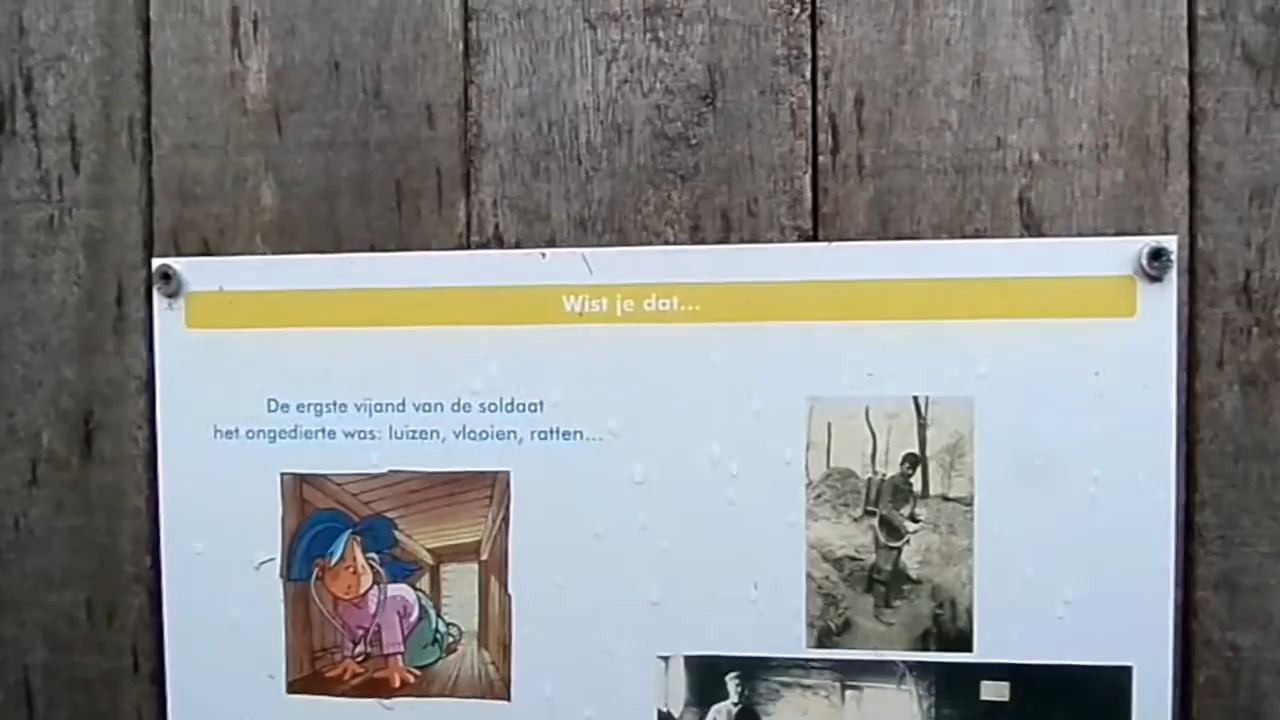 Wist je dat...
De ergste vijand van de soldaat
het ongedierte was: luizen, vlooien, ratten...